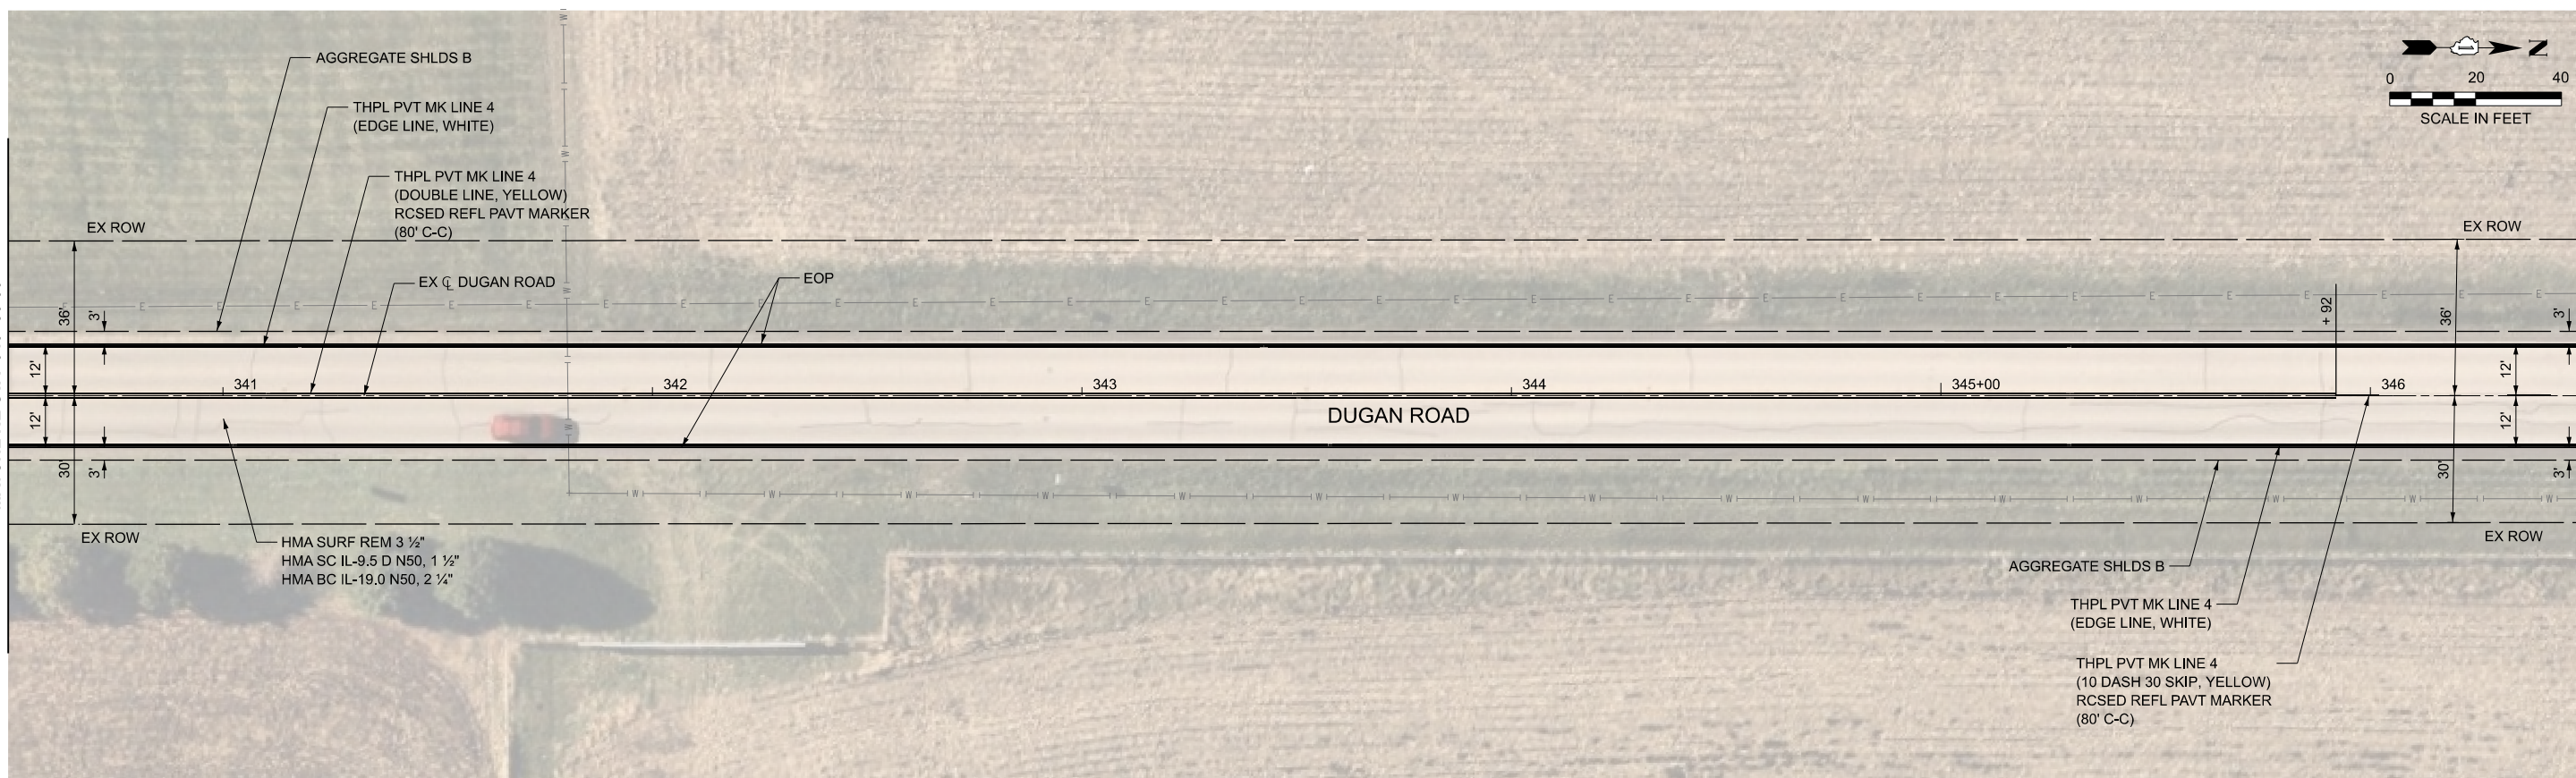 AGGREGATE SHLDS B
THPL PVT MK LINE 4
(EDGE LINE, WHITE)
THPL PVT MK LINE 4
(DOUBLE LINE, YELLOW)
RCSED REFL PAVT MARKER
(80' C-C)
EX ROW
EX ℄ DUGAN ROAD
EOP
N
0 20 40
SCALE IN FEET
EX ROW
W
W
W
W
W
W
W
E E E E E E E E E E E E E E E E E E E E E E E E E E E E E E E E E
36'
3'
12'
12'
30'
3'
341 342 343 344 345+00 346
+ 92
36'
3'
12'
12'
30'
3'
DUGAN ROAD
W W W W W W W W W W W W W W W
EX ROW
EX ROW
HMA SURF REM 3 ½"
HMA SC IL-9.5 D N50, 1 ½"
HMA BC IL-19.0 N50, 2 ¼"
AGGREGATE SHLDS B
THPL PVT MK LINE 4
(EDGE LINE, WHITE)
THPL PVT MK LINE 4
(10 DASH 30 SKIP, YELLOW)
RCSED REFL PAVT MARKER
(80' C-C)